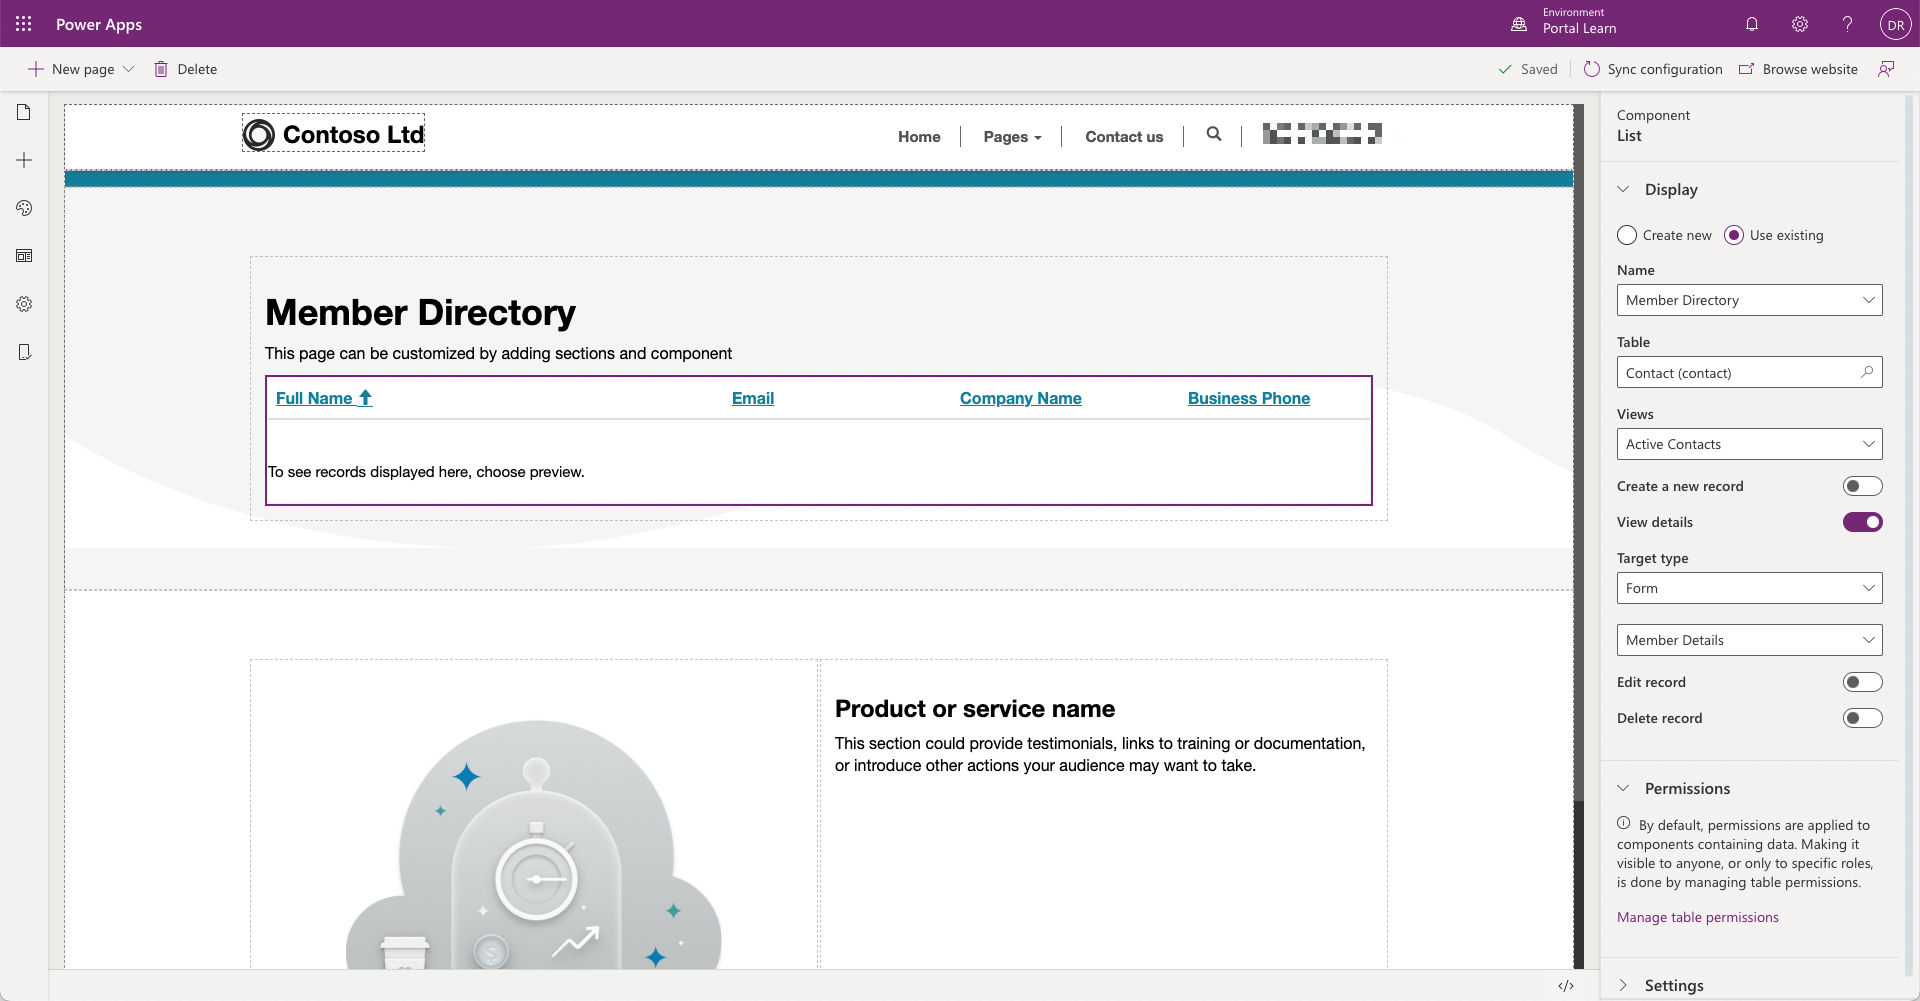 Power Apps
Environment
Portal Learn
DR
New page
Delete
Saved
Sync configuration
Browse website
Contoso Ltd
Home
Pages
Contact us
Member Directory
This page can be customized by adding sections and component
Full Name
Email
Company Name
Business Phone
To see records displayed here, choose preview.
Product or service name
This section could provide testimonials, links to training or documentation,
or introduce other actions your audience may want to take.
$
</>
Component
List
Display
Create new
Use existing
Name
Member Directory
Table
Contact (contact)
Views
Active Contacts
Create a new record
View details
Target type
Form
Member Details
Edit record
Delete record
Permissions
By default, permissions are applied to
components containing data. Making it
visible to anyone, or only to specific roles,
is done by managing table permissions.
Manage table permissions
Settings